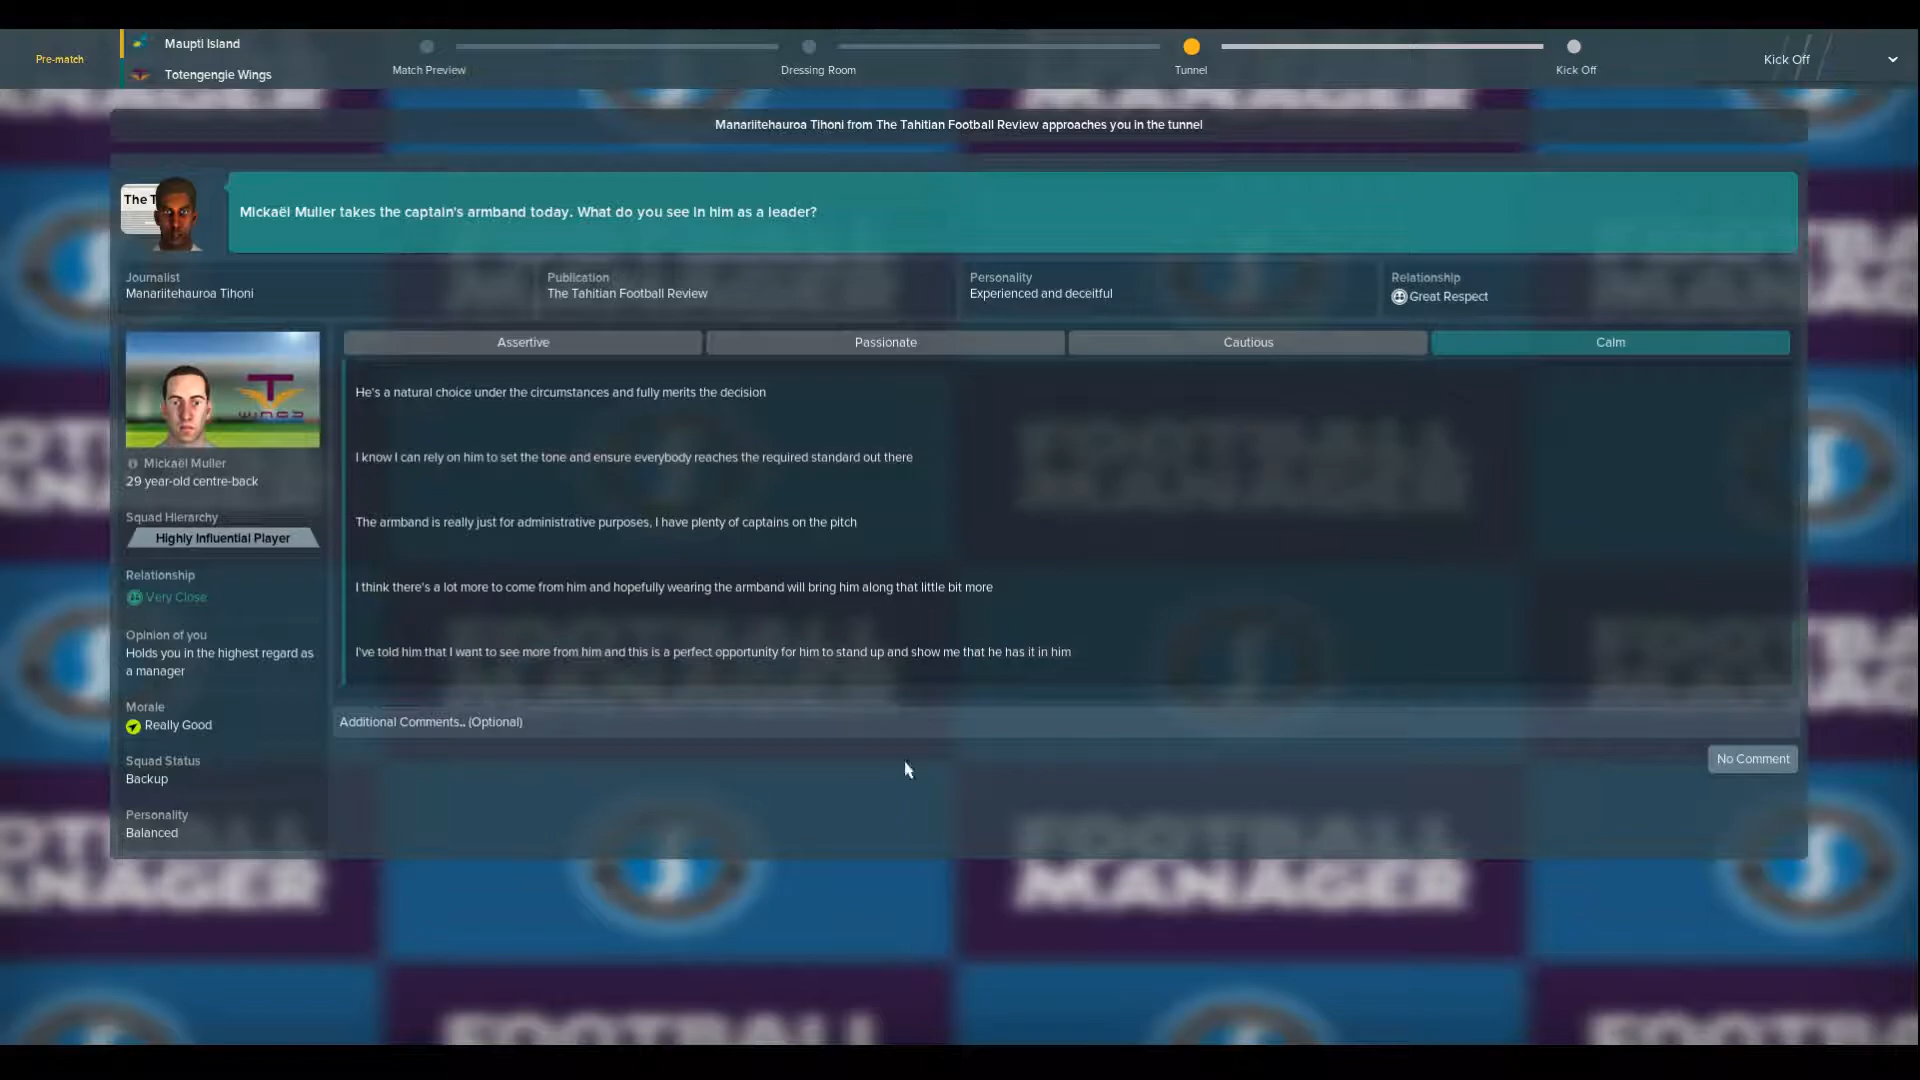 Pre-match
Maupti Island
Totengengie Wings
Match Preview
Dressing Room
Tunnel
Kick Off
Kick Off
Manariitehauroa Tihoni from The Tahitian Football Review approaches you in the tunnel
The T
Mickaël Muller takes the captain's armband today. What do you see in him as a leader?
Journalist
Manariitehauroa Tihoni
Publication
The Tahitian Football Review
Personality
Experienced and deceitful
Relationship
Great Respect
Assertive
Passionate
Cautious
Calm
T
WINGS
Mickaël Muller
29 year-old centre-back
Squad Hierarchy
Highly Influential Player
Relationship
Very Close
Opinion of you
Holds you in the highest regard as
a manager
Morale
Really Good
Squad Status
Backup
Personality
Balanced
He's a natural choice under the circumstances and fully merits the decision
I know I can rely on him to set the tone and ensure everybody reaches the required standard out there
The armband is really just for administrative purposes, I have plenty of captains on the pitch
I think there's a lot more to come from him and hopefully wearing the armband will bring him along that little bit more
I've told him that I want to see more from him and this is a perfect opportunity for him to stand up and show me that he has it in him
Additional Comments.. (Optional)
No Comment
FOOTBALL
MANAGER